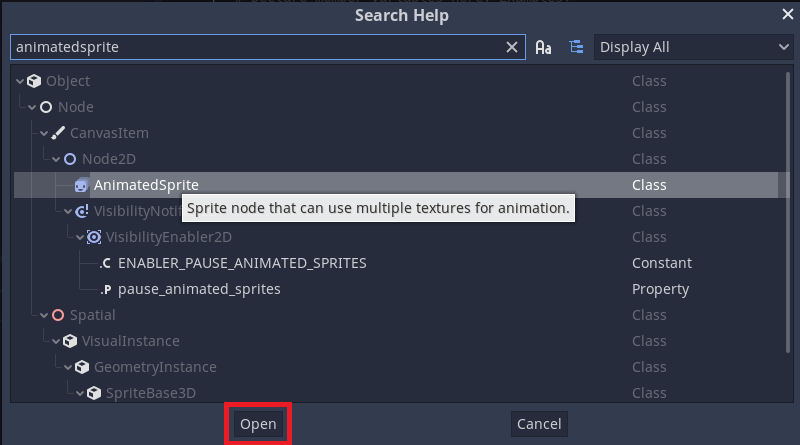 Search Help
animatedsprite
Aa
Display All
Object Class
Node Class
CanvasItem Class
Node2D Class
AnimatedSprite Class
Sprite node that can use multiple textures for animation.
VisibilityNotif Class
VisibilityEnabler2D Class
.C ENABLER_PAUSE_ANIMATED_SPRITES Constant
.P pause_animated_sprites Property
Spatial Class
VisualInstance Class
GeometryInstance Class
SpriteBase3D Class
Open Cancel